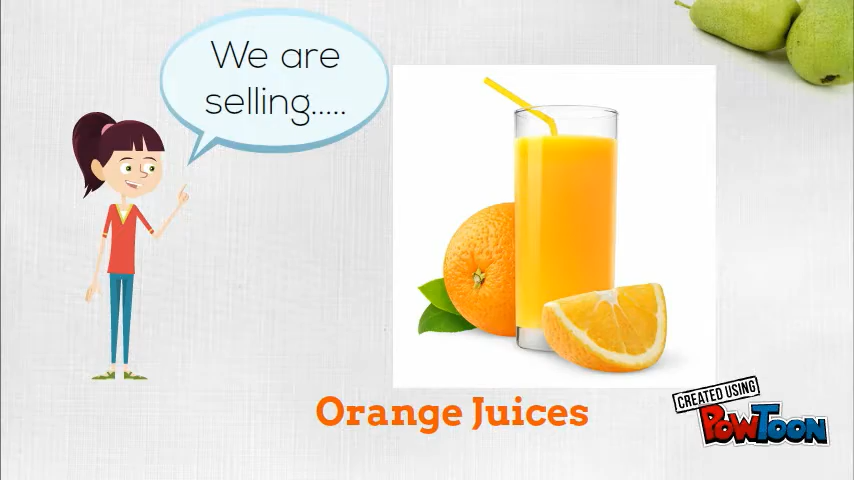 We are
selling.....
Orange Juices
CREATED USING
POWTOON